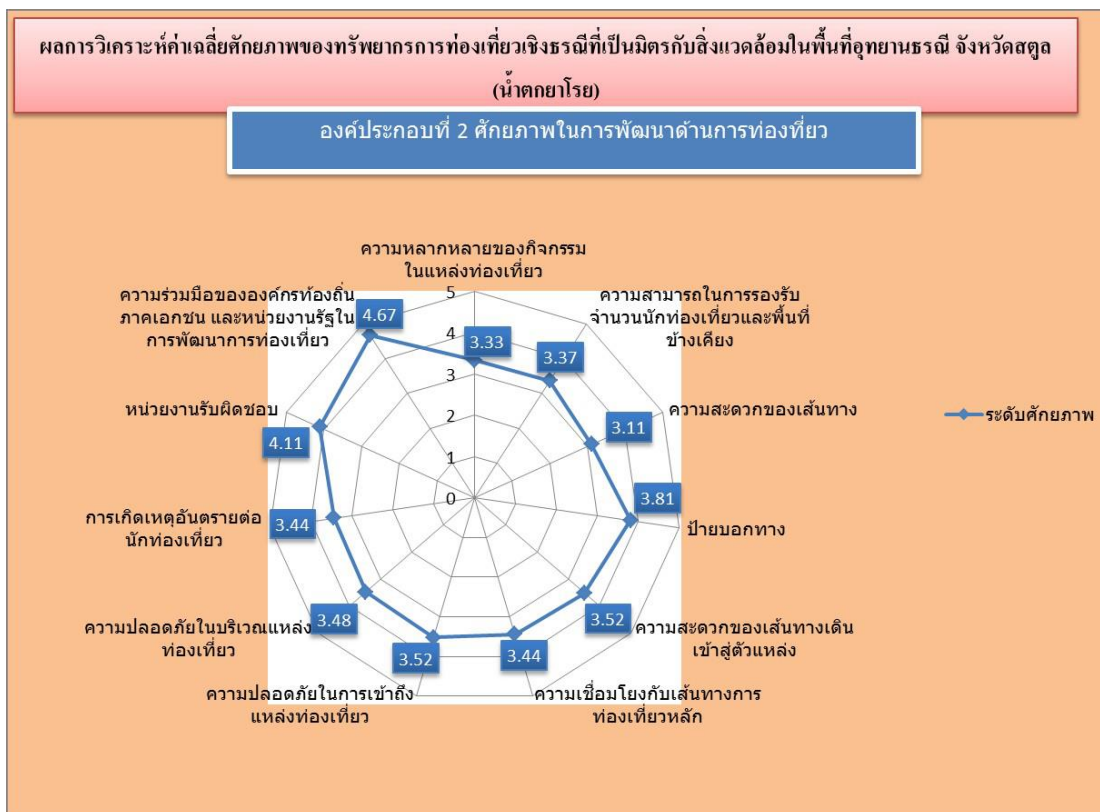 ผลการวิเคราะห์ค่าเฉลี่ยศักยภาพของทรัพยากรการท่องเที่ยวเชิงธรณีที่เป็นมิตรกับสิ่งแวดล้อมในพื้นที่อุทยานธรณี จังหวัดสตูล
(น้ำตกยาโรย)
องค์ประกอบที่ 2 ศักยภาพในการพัฒนาด้านการท่องที่ยว
ความหลากหลายของกิจกรรม
ในแหล่งท่องเที่ยว
3.33
ความสามารถในการรองรับ
จำนวนนักท่องเที่ยวและพื้นที่
ข้างเคียง
3.37
ความสะดวกของเส้นทาง
3.11
ป้ายบอกทาง
3.81
ความสะดวกของเส้นทางเดิน
เข้าสู่ตัวแหล่ง
3.52
ความเชื่อมโยงกับเส้นทางการ
ท่องเที่ยวหลัก
3.44
ความปลอดภัยในการเข้าถึง
แหล่งท่องเที่ยว
3.52
ความปลอดภัยในบริเวณแหล่ง
ท่องเที่ยว
3.48
การเกิดเหตุอันตรายต่อ
นักท่องเที่ยว
3.44
หน่วยงานรับผิดชอบ
4.11
ความร่วมมือขององค์กรท้องถิ่น
ภาคเอกชน และหน่วยงานรัฐใน
การพัฒนาการท่องเที่ยว
4.67
5
4
3
2
1
0
ระดับศักยภาพ